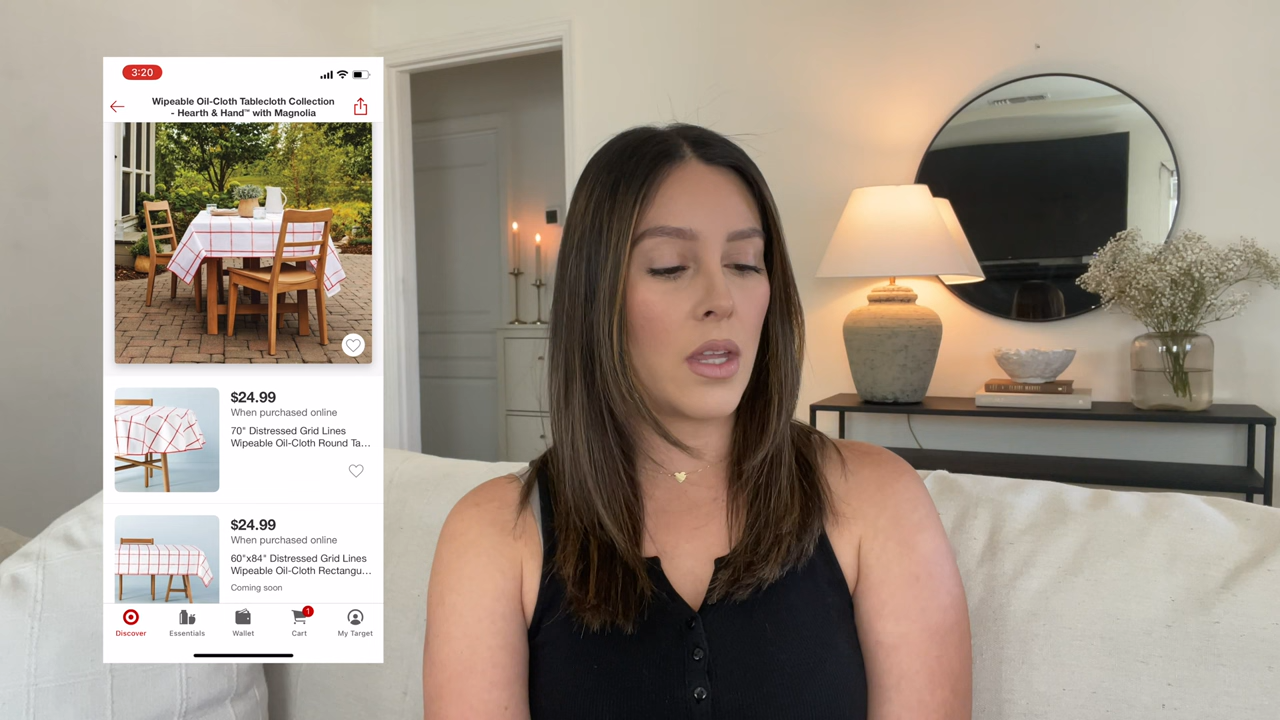 3:20
Wipeable Oil-Cloth Tablecloth Collection
- Hearth & Hand™ with Magnolia
$24.99
When purchased online
70" Distressed Grid Lines
Wipeable Oil-Cloth Round Ta...
$24.99
When purchased online
60"x84" Distressed Grid Lines
Wipeable Oil-Cloth Rectangu...
Coming soon
1
Discover
Essentials
Wallet
Cart
My Target